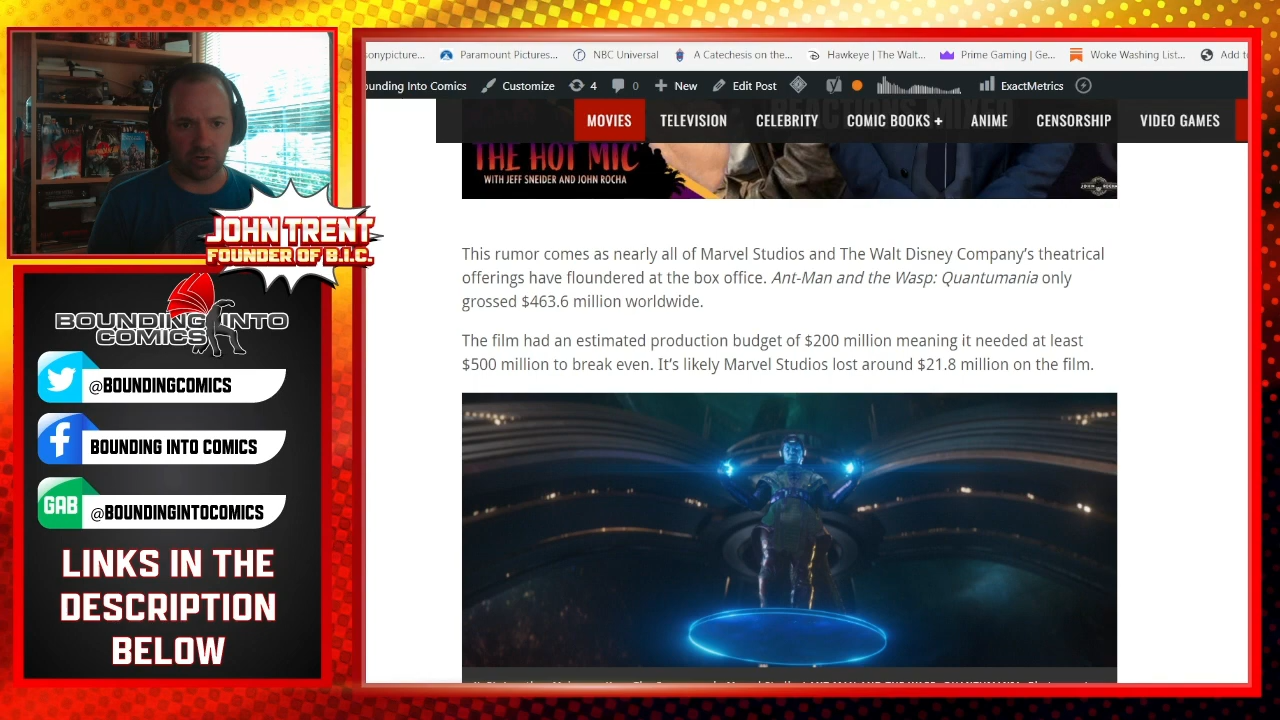 sonypicture...
Paramount Pictures...
NBC Universal
A Catechesis on the...
Hawkeye | The Walt...
Prime Gaming | Ge...
Woke Washing List...
Add t
ounding Into Comics
Customize
4
0
New
Edit Post
ExactMetrics
MOVIES
TELEVISION
CELEBRITY
COMIC BOOKS +
ANIME
CENSORSHIP
VIDEO GAMES
THE HOT MIC
WITH JEFF SNEIDER AND JOHN ROCHA
JOHN TRENT
FOUNDER OF B.I.C.
This rumor comes as nearly all of Marvel Studios and The Walt Disney Company's theatrical
offerings have floundered at the box office. Ant-Man and the Wasp: Quantumania only
grossed $463.6 million worldwide.
The film had an estimated production budget of $200 million meaning it needed at least
$500 million to break even. It's likely Marvel Studios lost around $21.8 million on the film.
BOUNDING INTO
COMICS
@BOUNDINGCOMICS
BOUNDING INTO COMICS
GAB
@BOUNDINGINTOCOMICS
LINKS IN THE
DESCRIPTION
BELOW